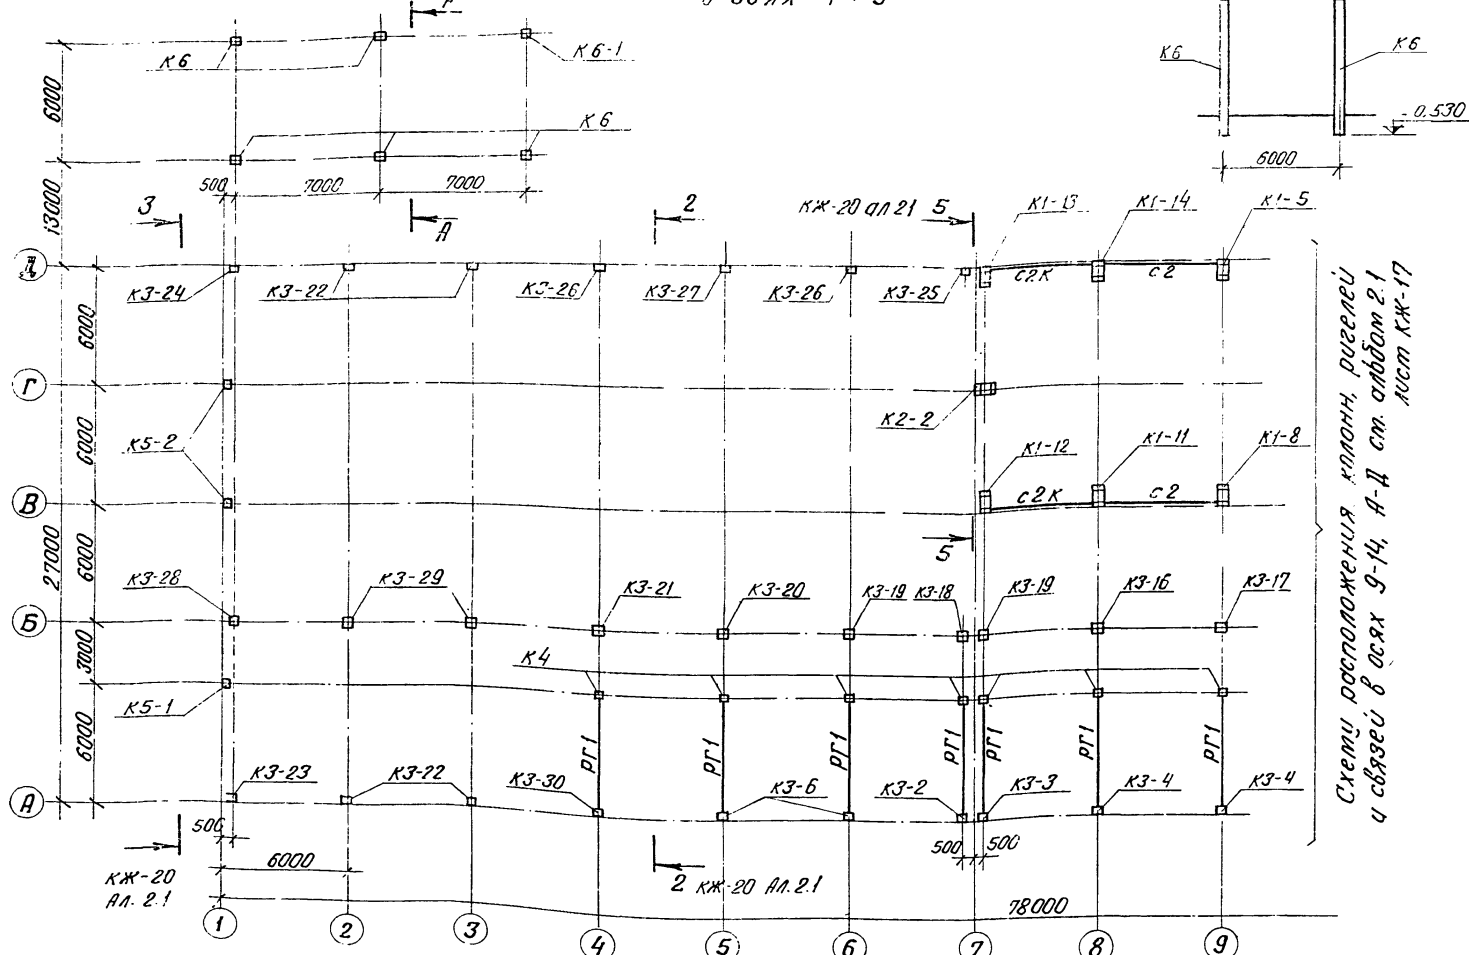 К6
К6-1
К6
К6
-0.530
6000
6000
К6
500
7000
7000
13000
3
А
2
КЖ-20 ал 21
5
К1-13
К1-14
К1-5
Д
К3-24
К3-22
К3-26
К3-27
К3-26
К3-25
с2К
с2
6000
Г
К5-2
К2-2
6000
К1-12
К1-11
К1-8
В
с2К
с2
5
27000
6000
К3-28
К3-29
К3-21
К3-20
К3-19
К3-18
К3-19
К3-16
К3-17
Б
3000
К4
К5-1
6000
РГ1
РГ1
РГ1
РГ1
РГ1
РГ1
РГ1
К3-23
К3-22
К3-30
К3-6
К3-2
К3-3
К3-4
К3-4
А
500
6000
500
500
КЖ-20
Ал. 2.1
2 КЖ-20 Ал. 2.1
78000
1
2
3
4
5
6
7
8
9
Схему расположения колонн, ригелей
и связей в осях 9-14, А-Д см. альбом 2.1
лист КЖ-17